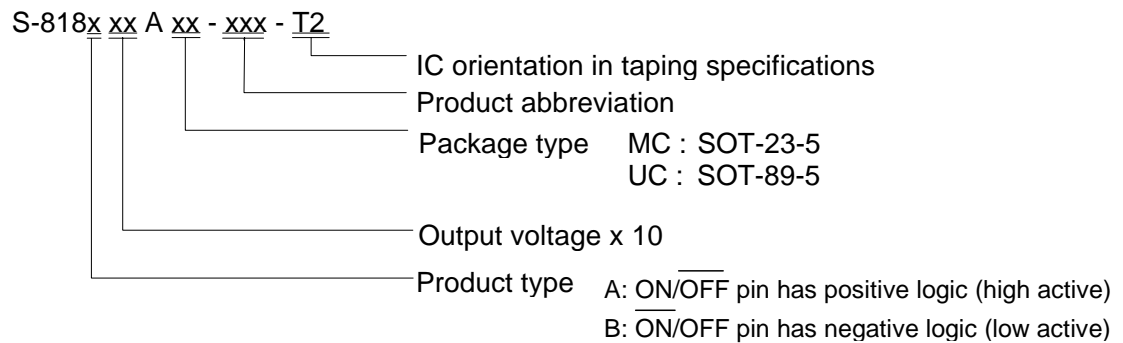 S-818x xx A xx - xxx - T2
IC orientation in taping specifications
Product abbreviation
Package type MC : SOT-23-5
UC : SOT-89-5
Output voltage x 10
Product type A: ON/O̅F̅F̅ pin has positive logic (high active)
B: O̅N̅/OFF pin has negative logic (low active)